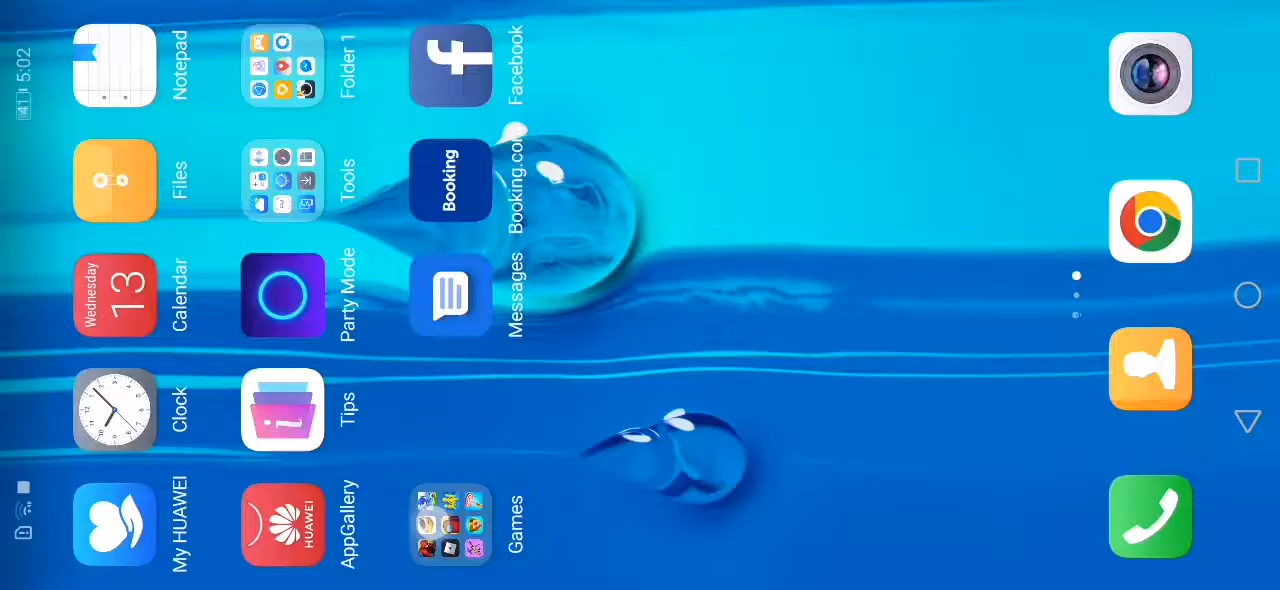 41 5:02
Wednesday
13
HUAWEI
Booking
My HUAWEI
Clock
Calendar
Files
Notepad
AppGallery
Tips
Party Mode
Tools
Folder 1
Games
Messages
Booking.com
Facebook